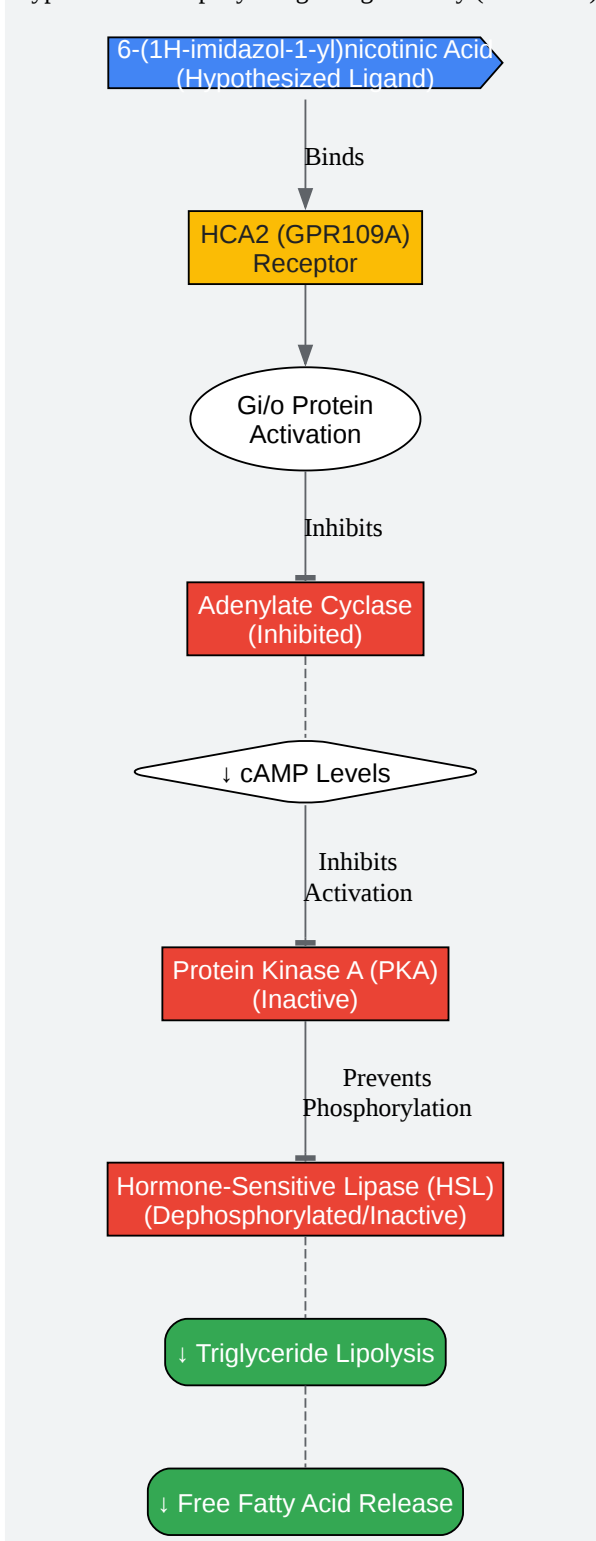 6-(1H-imidazol-1-yl)nicotinic Acid
(Hypothesized Ligand)
Binds
HCA2 (GPR109A)
Receptor
Gi/o Protein
Activation
Inhibits
Adenylate Cyclase
(Inhibited)
↓ cAMP Levels
Inhibits
Activation
Protein Kinase A (PKA)
(Inactive)
Prevents
Phosphorylation
Hormone-Sensitive Lipase (HSL)
(Dephosphorylated/Inactive)
↓ Triglyceride Lipolysis
↓ Free Fatty Acid Release